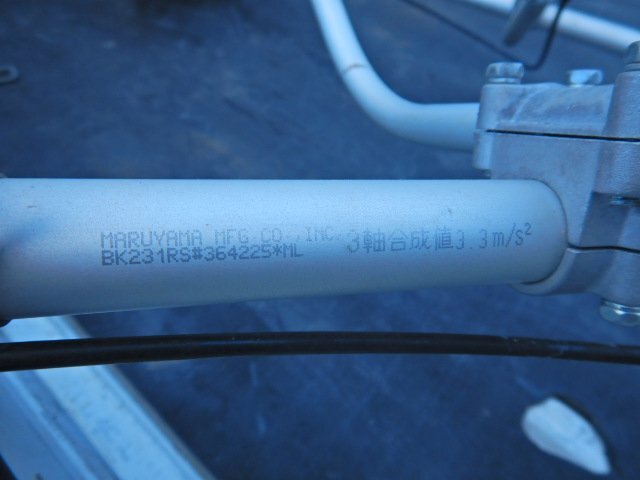 MARUYAMA MFG.CO.,INC.
BK231RS#364225*ML
3軸合成値3.3m/s²